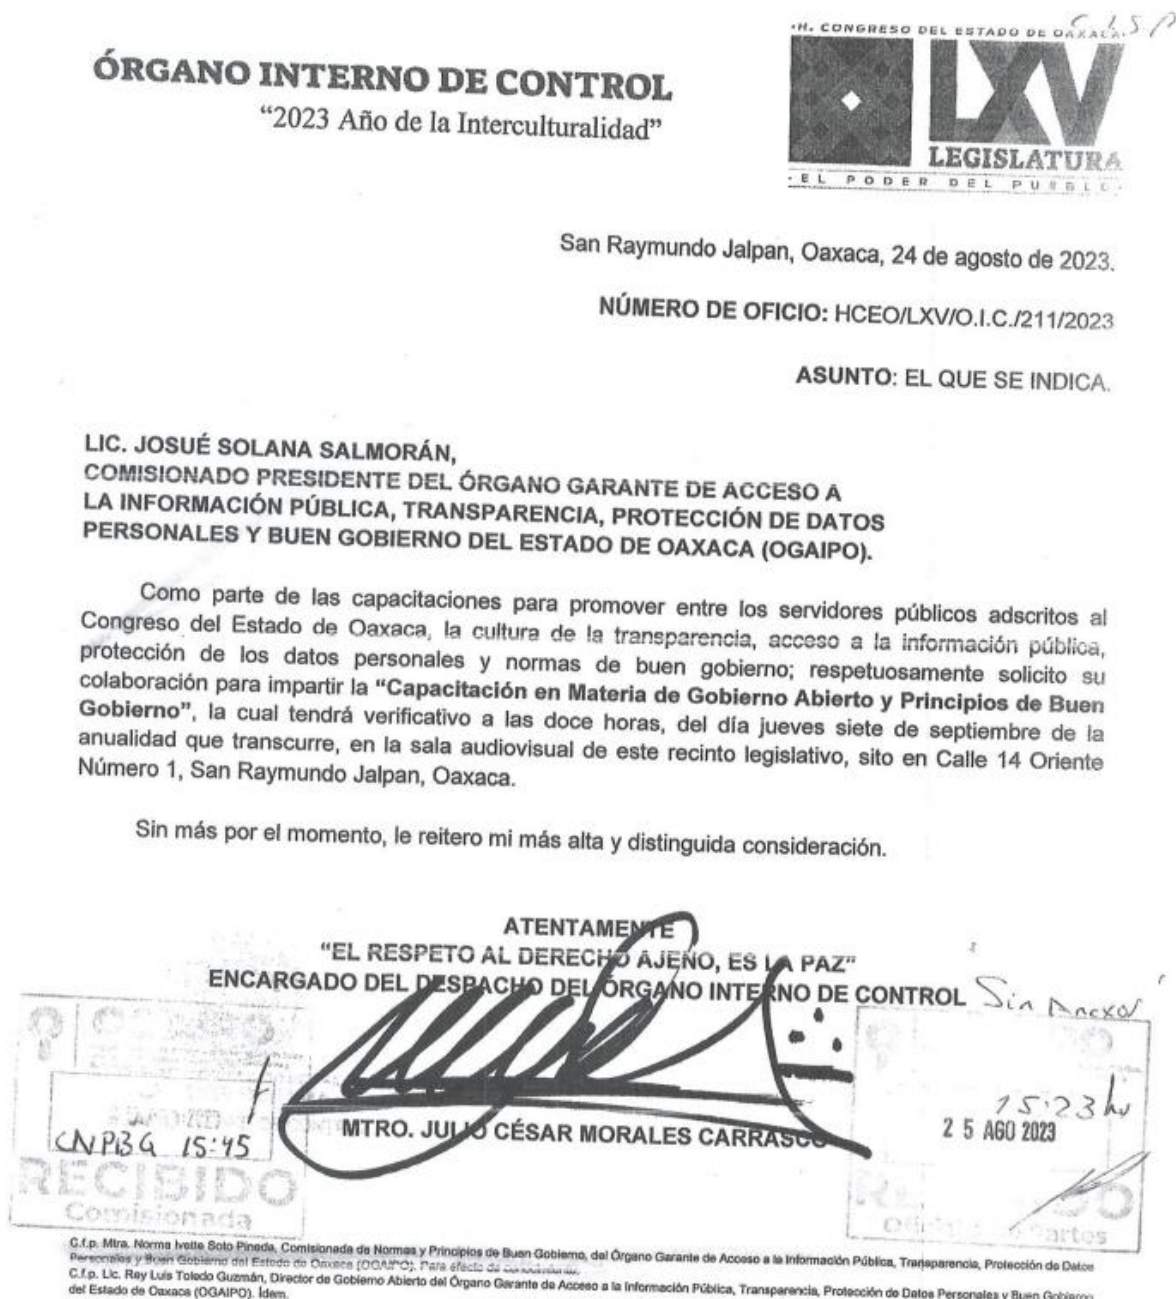 C I S P
·H. CONGRESO DEL ESTADO DE OAXACA·
LXV
LEGISLATURA
·EL PODER DEL PUEBLO·
ÓRGANO INTERNO DE CONTROL
“2023 Año de la Interculturalidad”
San Raymundo Jalpan, Oaxaca, 24 de agosto de 2023.
NÚMERO DE OFICIO: HCEO/LXV/O.I.C./211/2023
ASUNTO: EL QUE SE INDICA.
LIC. JOSUÉ SOLANA SALMORÁN,
COMISIONADO PRESIDENTE DEL ÓRGANO GARANTE DE ACCESO A
LA INFORMACIÓN PÚBLICA, TRANSPARENCIA, PROTECCIÓN DE DATOS
PERSONALES Y BUEN GOBIERNO DEL ESTADO DE OAXACA (OGAIPO).
Como parte de las capacitaciones para promover entre los servidores públicos adscritos al
Congreso del Estado de Oaxaca, la cultura de la transparencia, acceso a la información pública,
protección de los datos personales y normas de buen gobierno; respetuosamente solicito su
colaboración para impartir la “Capacitación en Materia de Gobierno Abierto y Principios de Buen
Gobierno”, la cual tendrá verificativo a las doce horas, del día jueves siete de septiembre de la
anualidad que transcurre, en la sala audiovisual de este recinto legislativo, sito en Calle 14 Oriente
Número 1, San Raymundo Jalpan, Oaxaca.
Sin más por el momento, le reitero mi más alta y distinguida consideración.
ATENTAMENTE
“EL RESPETO AL DERECHO AJENO, ES LA PAZ”
ENCARGADO DEL DESPACHO DEL ÓRGANO INTERNO DE CONTROL
Sin Anexos
MTRO. JULIO CÉSAR MORALES CARRASCO
CNPBG 15:45
RECIBIDO
Comisionada
15:23 hr
25 AGO 2023
Partes
C.f.p. Mtra. Norma Ivette Soto Pineda, Comisionada de Normas y Principios de Buen Gobierno, del Órgano Garante de Acceso a la Información Pública, Transparencia, Protección de Datos
Personales y Buen Gobierno del Estado de Oaxaca (OGAIPO). Para efecto de conocimiento.
C.f.p. Lic. Rey Luis Toledo Guzmán, Director de Gobierno Abierto del Órgano Garante de Acceso a la Información Pública, Transparencia, Protección de Datos Personales y Buen Gobierno
del Estado de Oaxaca (OGAIPO). Ídem.